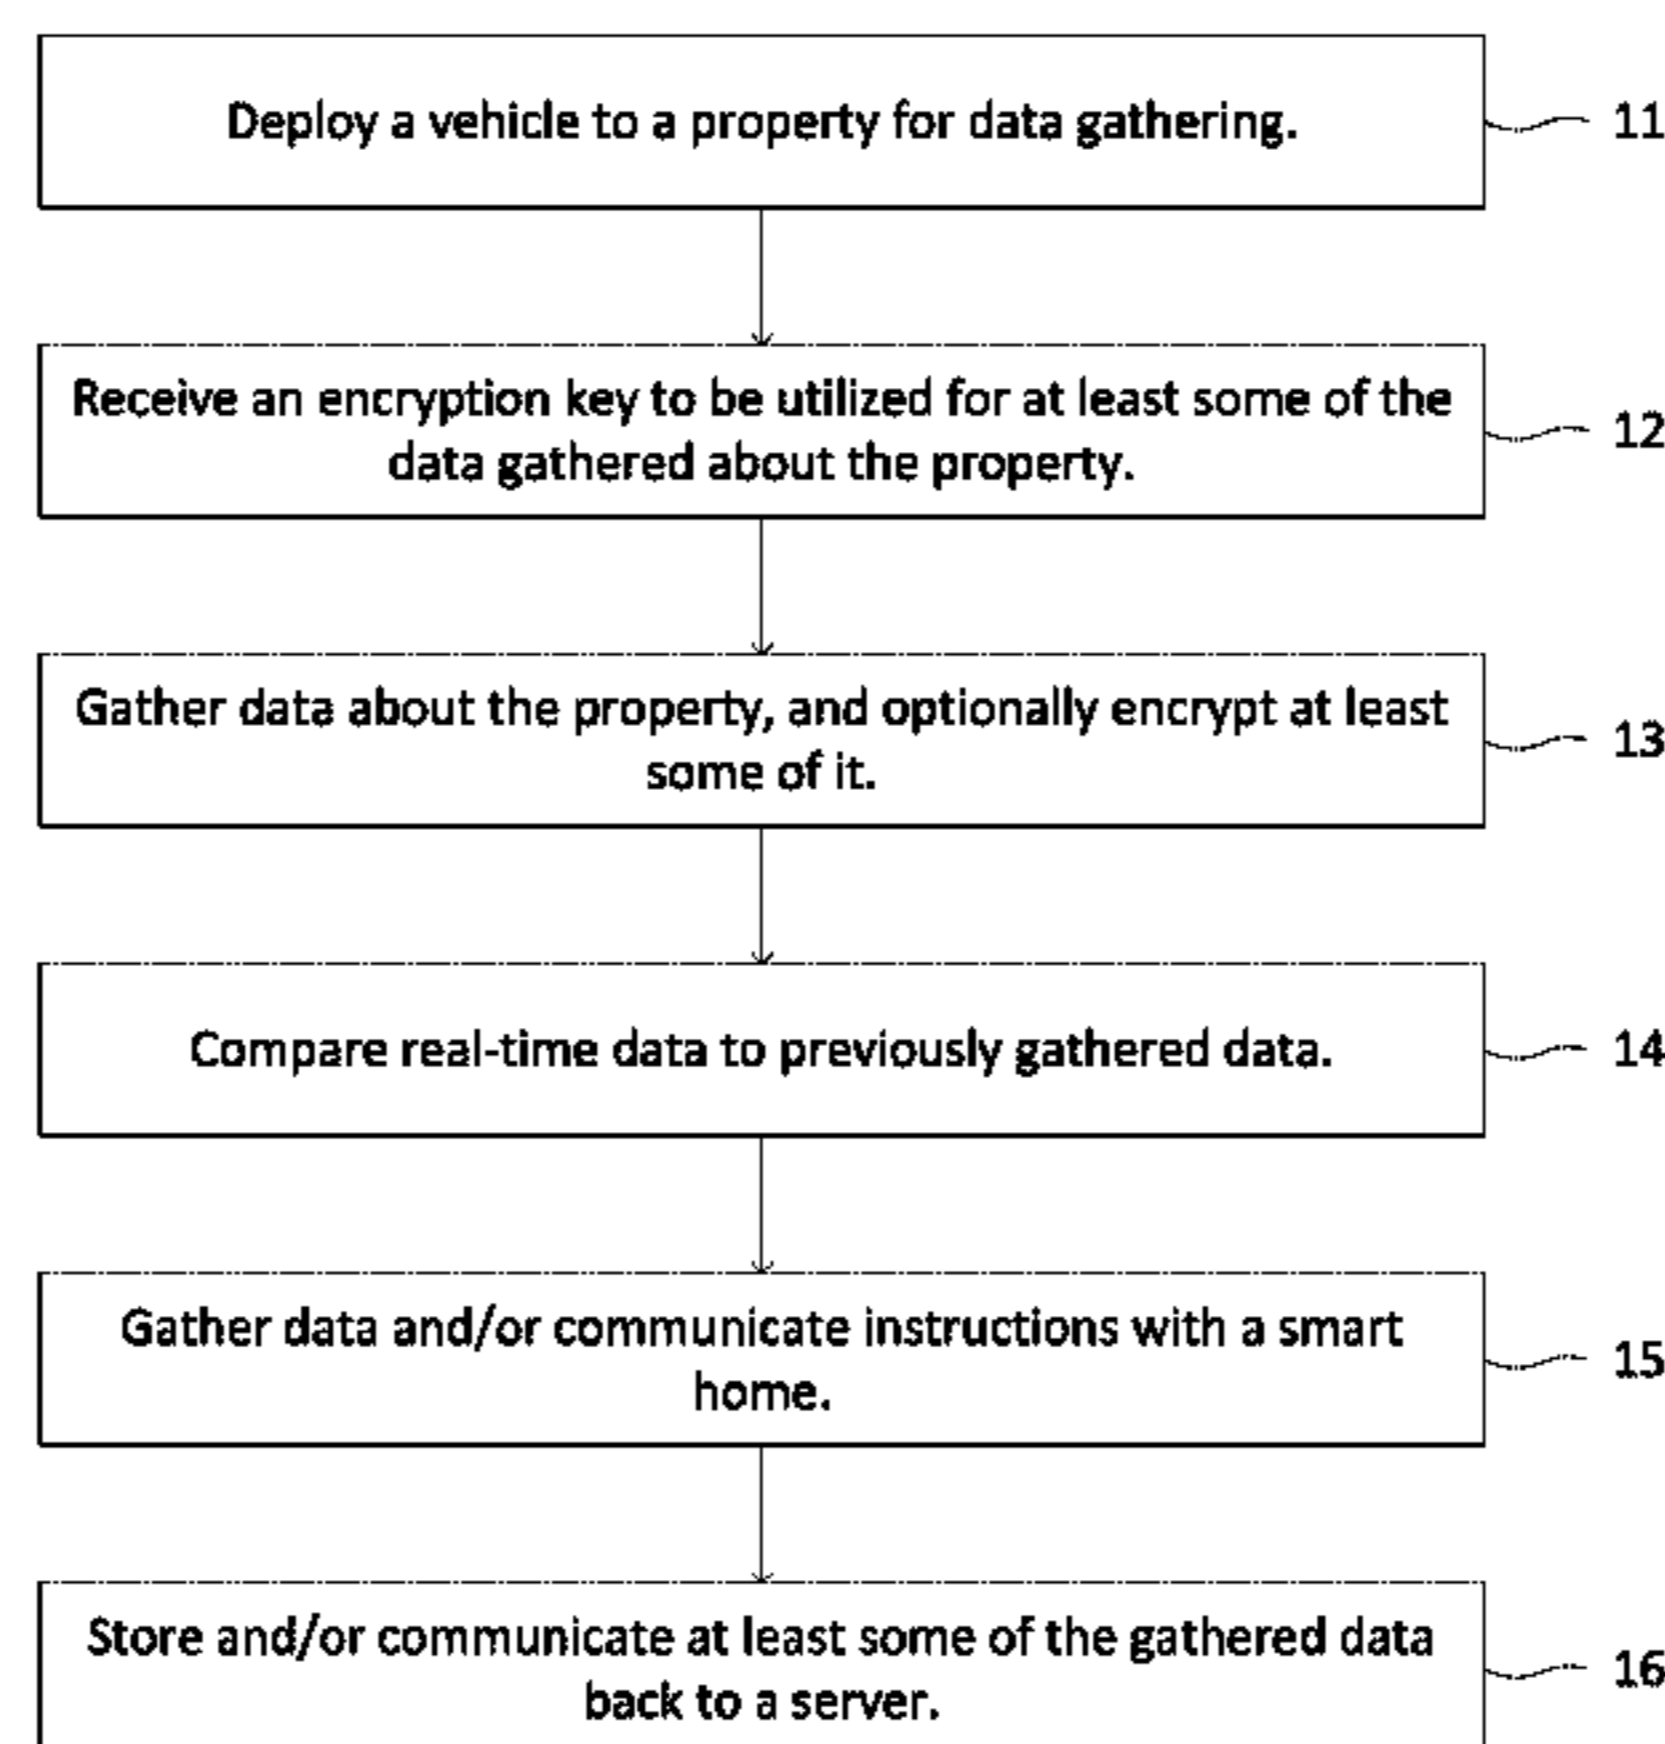 Deploy a vehicle to a property for data gathering.
11
Receive an encryption key to be utilized for at least some of the
data gathered about the property.
12
Gather data about the property, and optionally encrypt at least
some of it.
13
Compare real-time data to previously gathered data.
14
Gather data and/or communicate instructions with a smart
home.
15
Store and/or communicate at least some of the gathered data
back to a server.
16